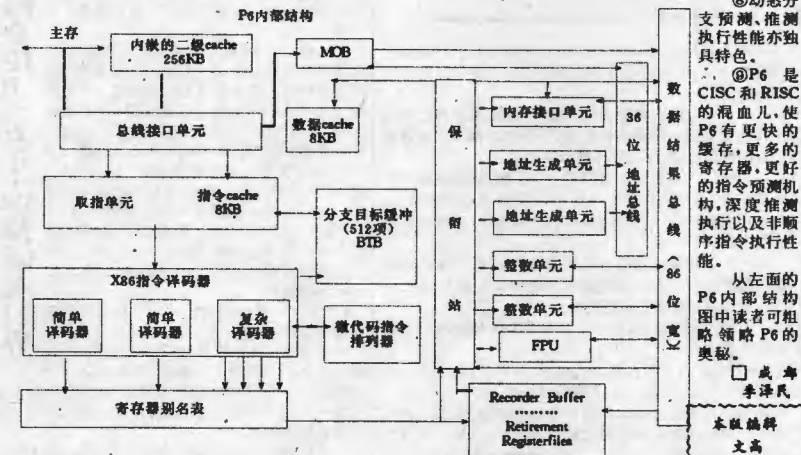 P6内部结构
主存
内嵌的二级cache
256KB
MOB
总线接口单元
数据cache
8KB
取指单元
指令cache
8KB
分支目标缓冲
(512项)
BTB
X86指令译码器
简单
译码器
简单
译码器
复杂
译码器
微代码指令
排列器
寄存器别名表
保留站
内存接口单元
地址生成单元
地址生成单元
整数单元
整数单元
FPU
Recorder Buffer
………
Retirement
Registerfiles
36位地址总线
数据结果总线(86位宽)
⑧动态分
支预测、推测
执行性能亦独
具特色。
⑨P6 是
CISC和RISC
的混血儿,使
P6有更快的
缓存,更多的
寄存器,更好
的指令预测机
构,深度推测
执行以及非顺
序指令执行性
能。
从左面的
P6内部结构
图中读者可粗
略领略P6的
奥秘。
□成都
李泽民
本版编辑
文高